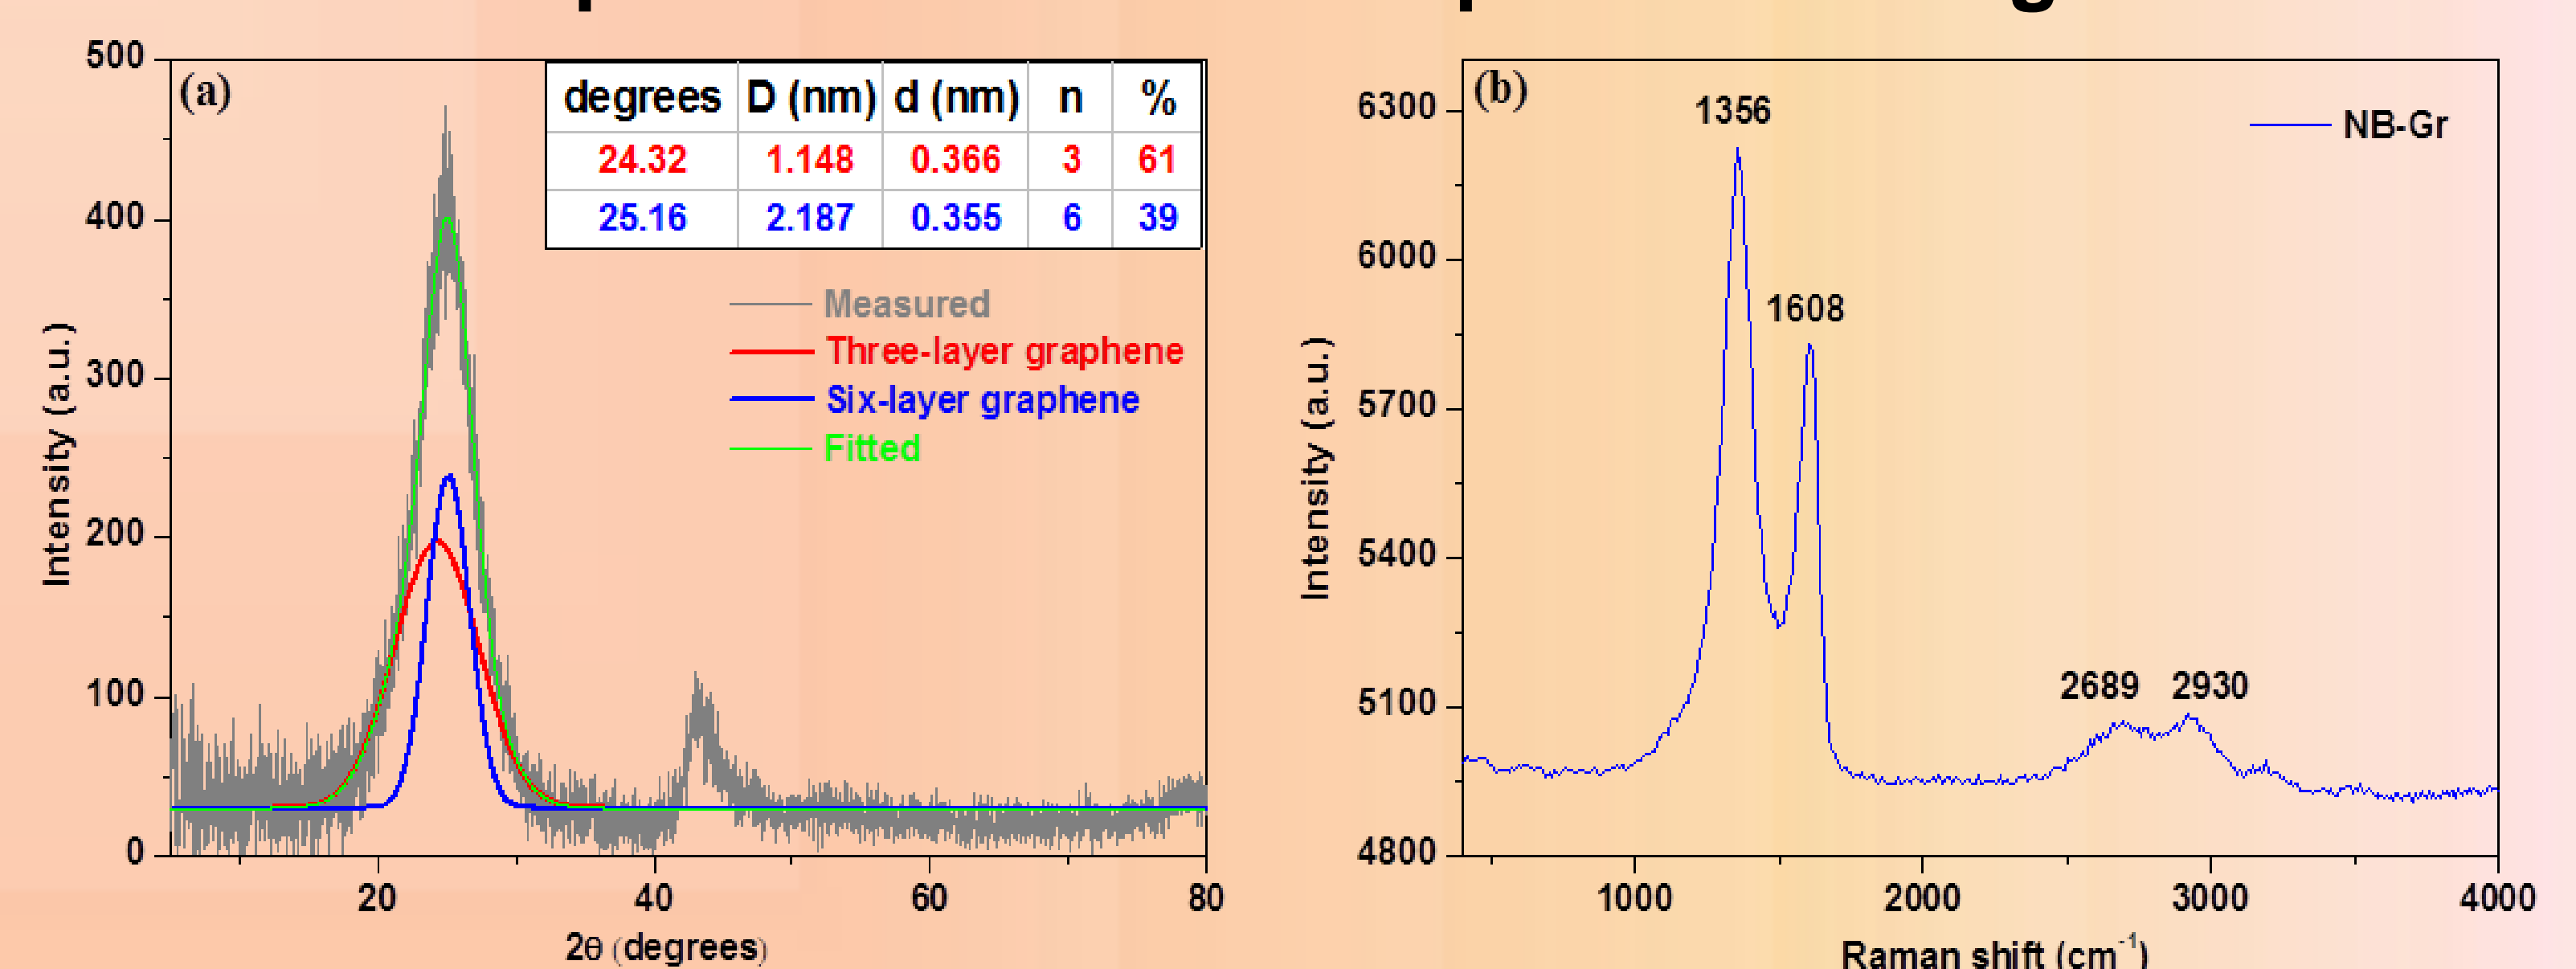 (a)
degrees D (nm) d (nm) n %
24.32 1.148 0.366 3 61
25.16 2.187 0.355 6 39
Measured
Three-layer graphene
Six-layer graphene
Fitted
Intensity (a.u.)
500
400
300
200
100
0
20 40 60 80
2θ (degrees)
(b)
NB-Gr
1356
1608
2689 2930
Intensity (a.u.)
6300
6000
5700
5400
5100
4800
1000 2000 3000 4000
Raman shift (cm⁻¹)